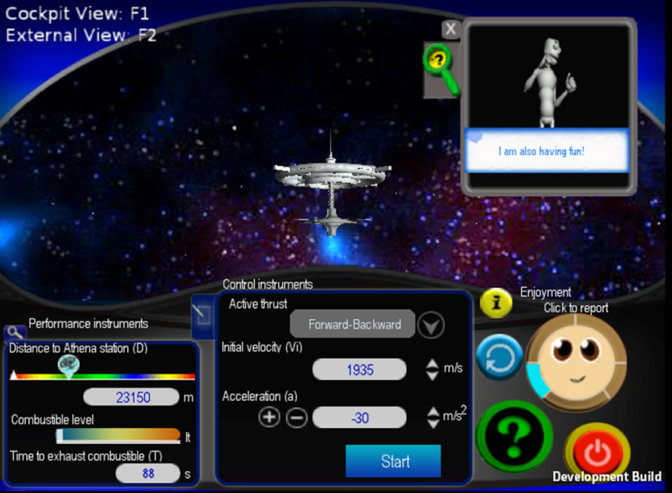 Cockpit View: F1
External View: F2
X
?
I am also having fun!
Control instruments
Active thrust
Forward-Backward
Initial velocity (Vi)
1935 m/s
Acceleration (a)
+ − -30 m/s²
Start
Performance instruments
Distance to Athena station (D)
23150 m
Combustible level
lt
Time to exhaust combustible (T)
88 s
i
Enjoyment
Click to report
?
Development Build